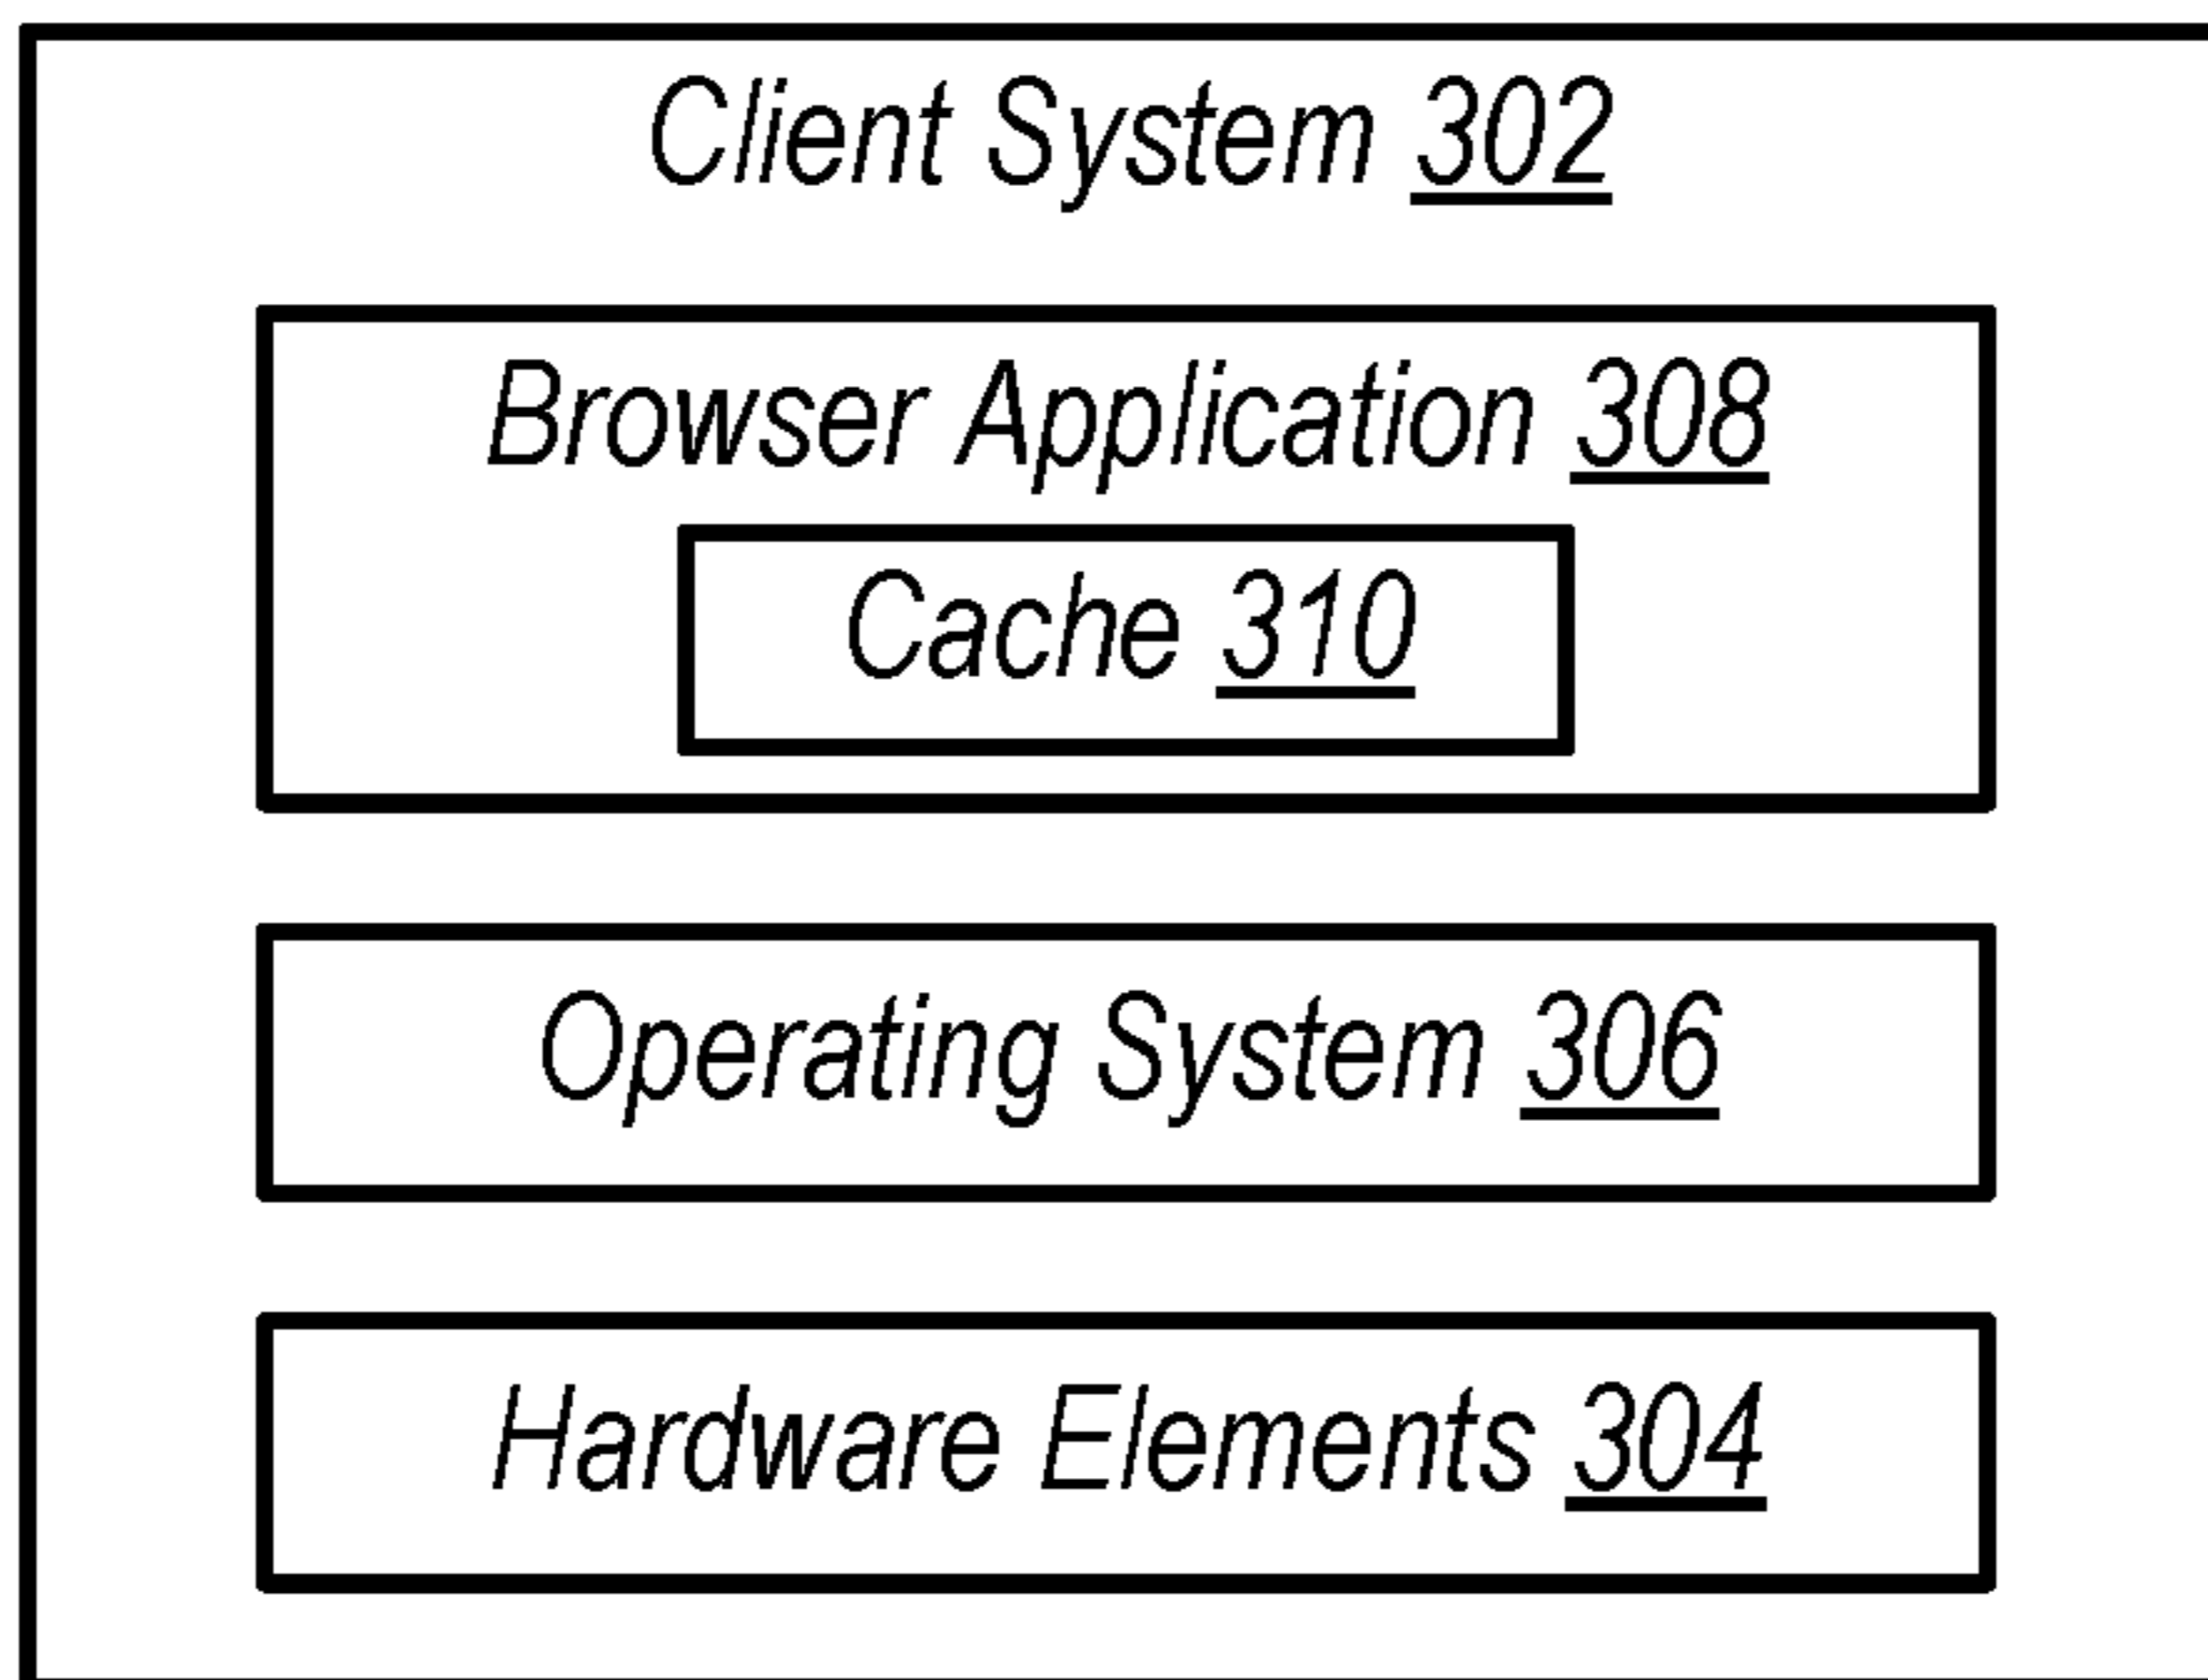 Client System 302
Browser Application 308
Cache 310
Operating System 306
Hardware Elements 304